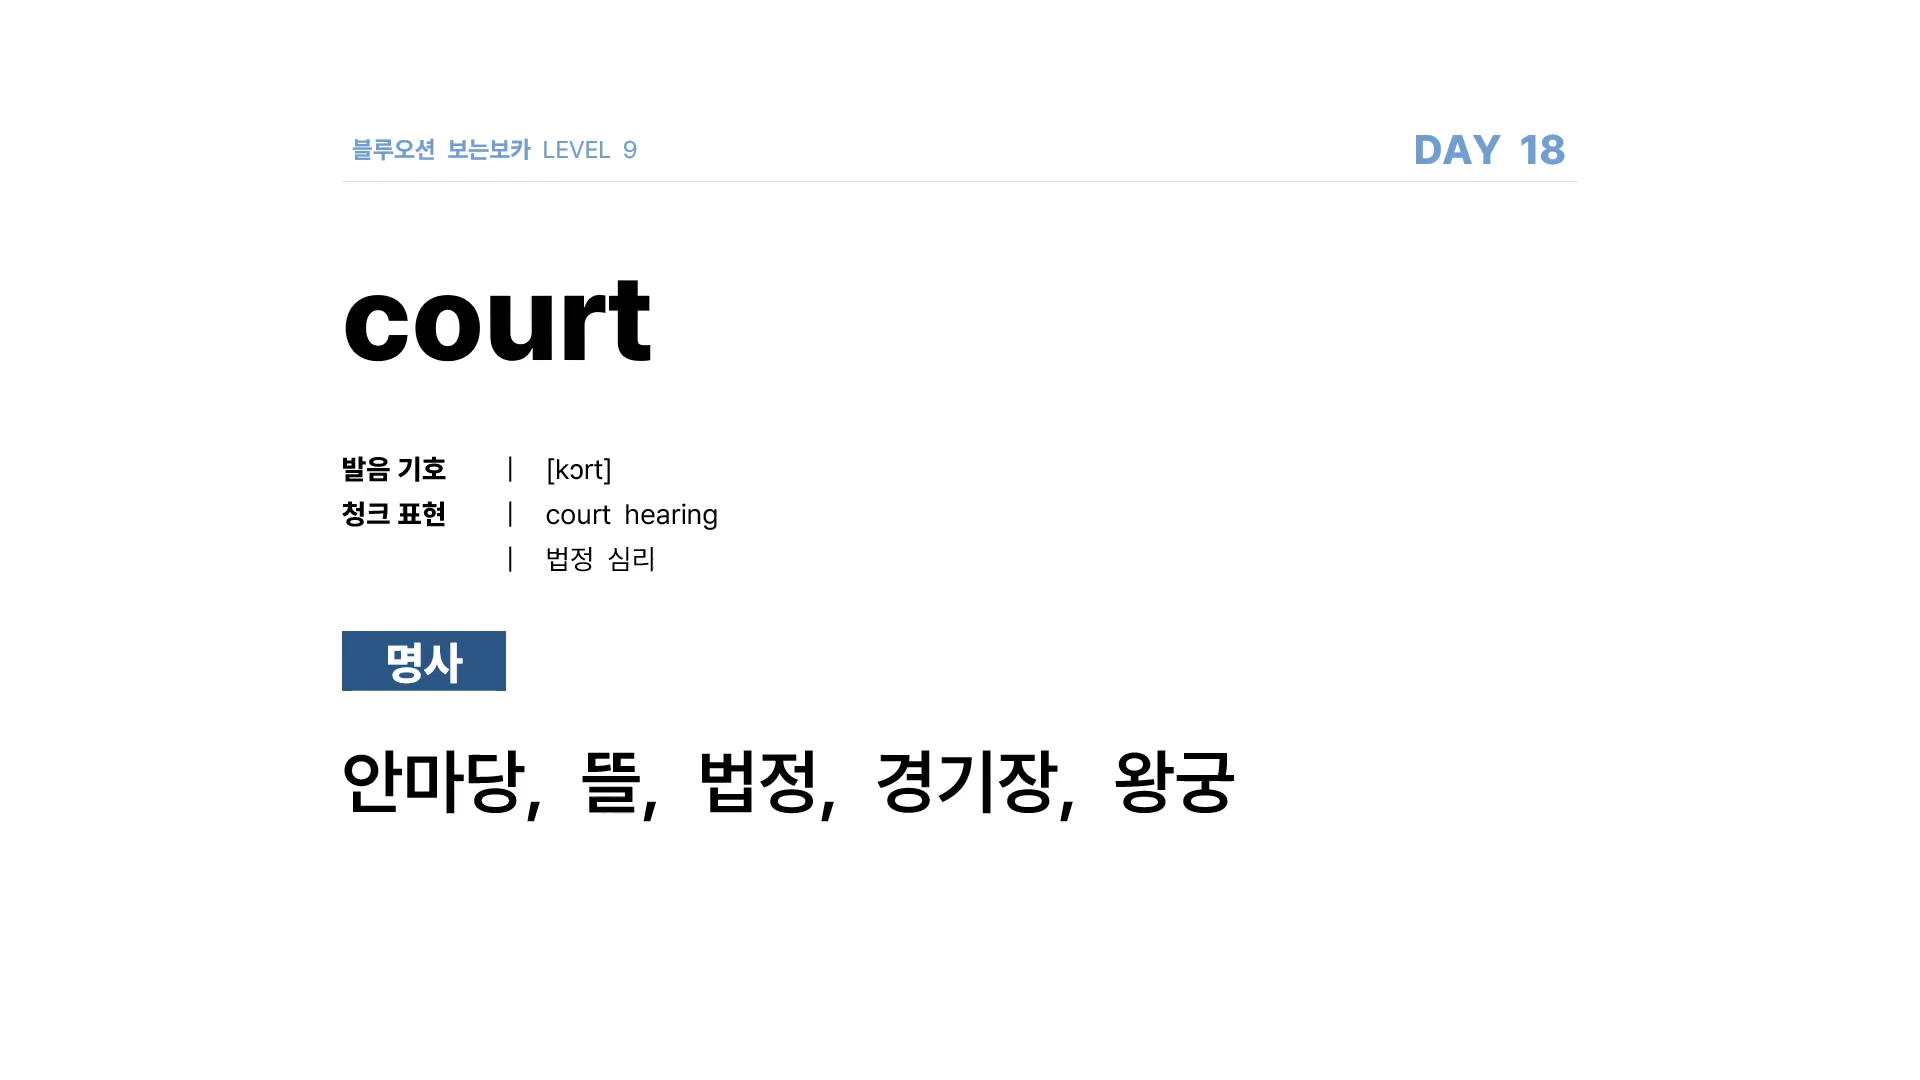 블루오션 보는보카 LEVEL 9
DAY 18
court
발음 기호 | [kɔrt]
청크 표현 | court hearing
| 법정 심리
명사
안마당, 뜰, 법정, 경기장, 왕궁